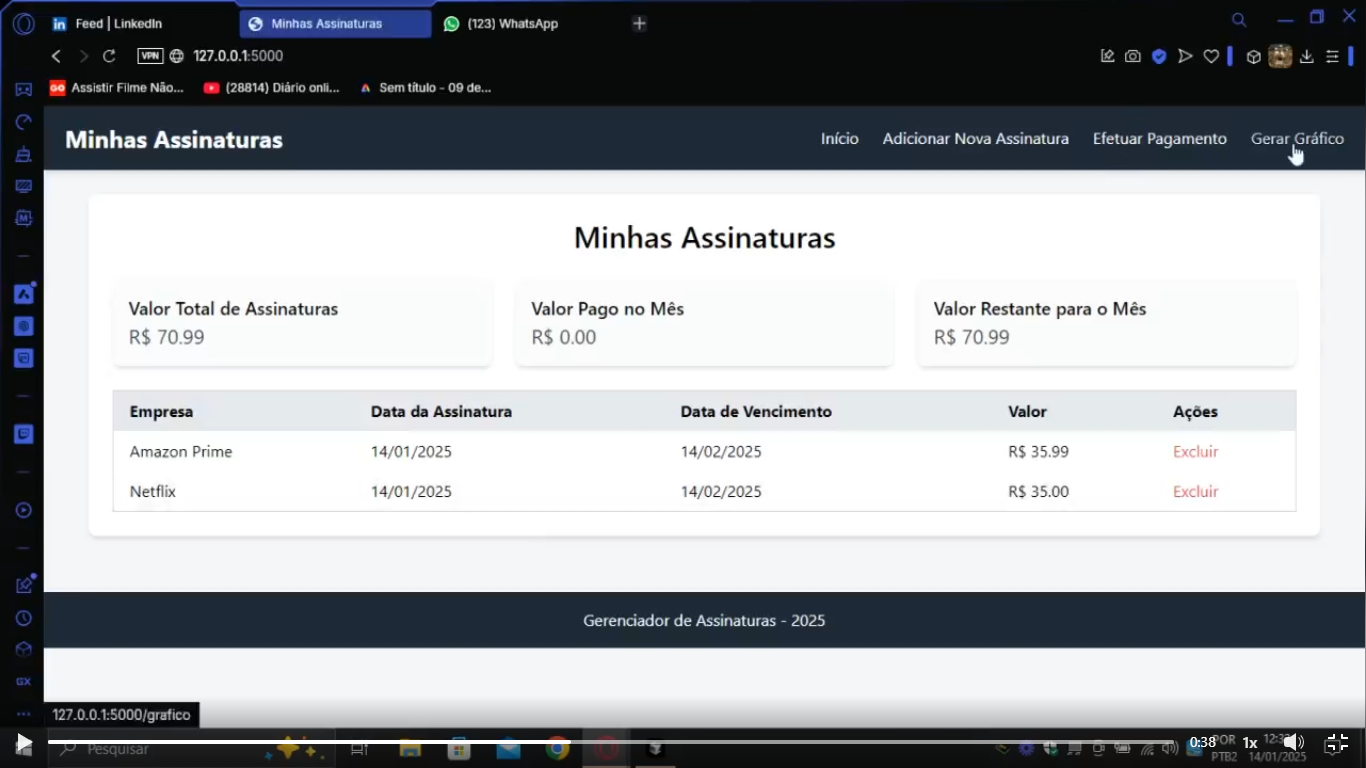 Feed | LinkedIn
Minhas Assinaturas
(123) WhatsApp
VPN
127.0.0.1:5000
GO
Assistir Filme Não...
(28814) Diário onli...
Sem título - 09 de...
Minhas Assinaturas
Início
Adicionar Nova Assinatura
Efetuar Pagamento
Gerar Gráfico
Minhas Assinaturas
Valor Total de Assinaturas
R$ 70.99
Valor Pago no Mês
R$ 0.00
Valor Restante para o Mês
R$ 70.99
Empresa Data da Assinatura Data de Vencimento Valor Ações
Amazon Prime 14/01/2025 14/02/2025 R$ 35.99 Excluir
Netflix 14/01/2025 14/02/2025 R$ 35.00 Excluir
Gerenciador de Assinaturas - 2025
GX
127.0.0.1:5000/grafico
Pesquisar
0:38
1x
POR
PTB2
14/01/2025